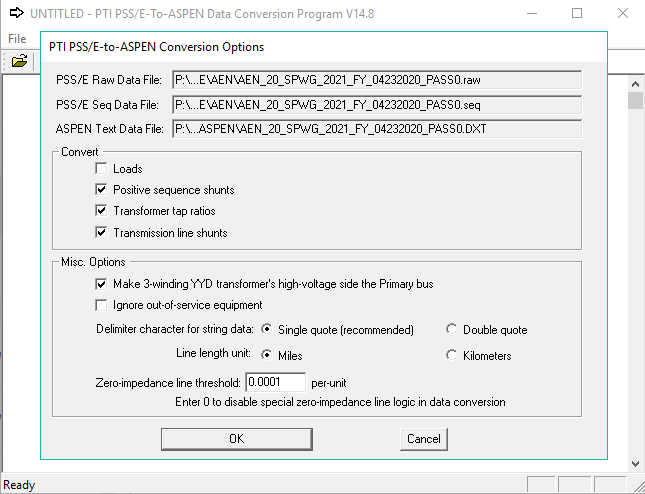 UNTITLED - PTI PSS/E-To-ASPEN Data Conversion Program V14.8
File
PTI PSS/E-to-ASPEN Conversion Options
PSS/E Raw Data File: P:\...E\AEN\AEN_20_SPWG_2021_FY_04232020_PASS0.raw
PSS/E Seq Data File: P:\...E\AEN\AEN_20_SPWG_2021_FY_04232020_PASS0.seq
ASPEN Text Data File: P:\...ASPEN\AEN_20_SPWG_2021_FY_04232020_PASS0.DXT
Convert
Loads
Positive sequence shunts
Transformer tap ratios
Transmission line shunts
Misc. Options
Make 3-winding YYD transformer's high-voltage side the Primary bus
Ignore out-of-service equipment
Delimiter character for string data: Single quote (recommended) Double quote
Line length unit: Miles Kilometers
Zero-impedance line threshold: 0.0001 per-unit
Enter 0 to disable special zero-impedance line logic in data conversion
OK Cancel
Ready